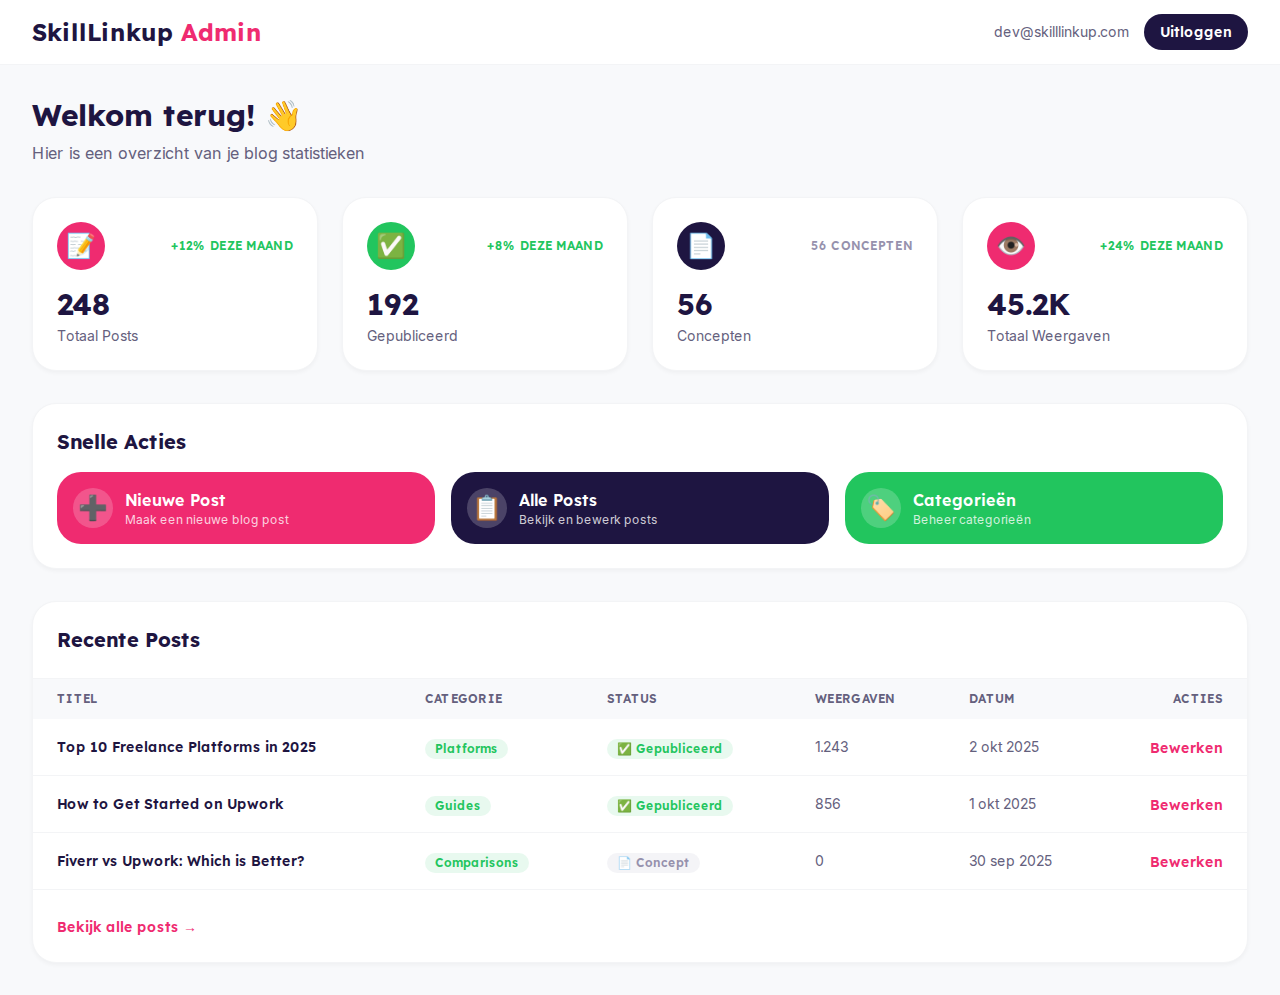 SkillLinkup Admin
dev@skilllinkup.com
Uitloggen
Welkom terug! 👋
Hier is een overzicht van je blog statistieken
+12% DEZE MAAND
248
Totaal Posts
+8% DEZE MAAND
192
Gepubliceerd
56 CONCEPTEN
56
Concepten
+24% DEZE MAAND
45.2K
Totaal Weergaven
Snelle Acties
Nieuwe Post
Maak een nieuwe blog post
Alle Posts
Bekijk en bewerk posts
Categorieën
Beheer categorieën
Recente Posts
TITEL CATEGORIE STATUS WEERGAVEN DATUM ACTIES
Top 10 Freelance Platforms in 2025 Platforms ✅ Gepubliceerd 1.243 2 okt 2025 Bewerken
How to Get Started on Upwork Guides ✅ Gepubliceerd 856 1 okt 2025 Bewerken
Fiverr vs Upwork: Which is Better? Comparisons 📄 Concept 0 30 sep 2025 Bewerken
Bekijk alle posts →